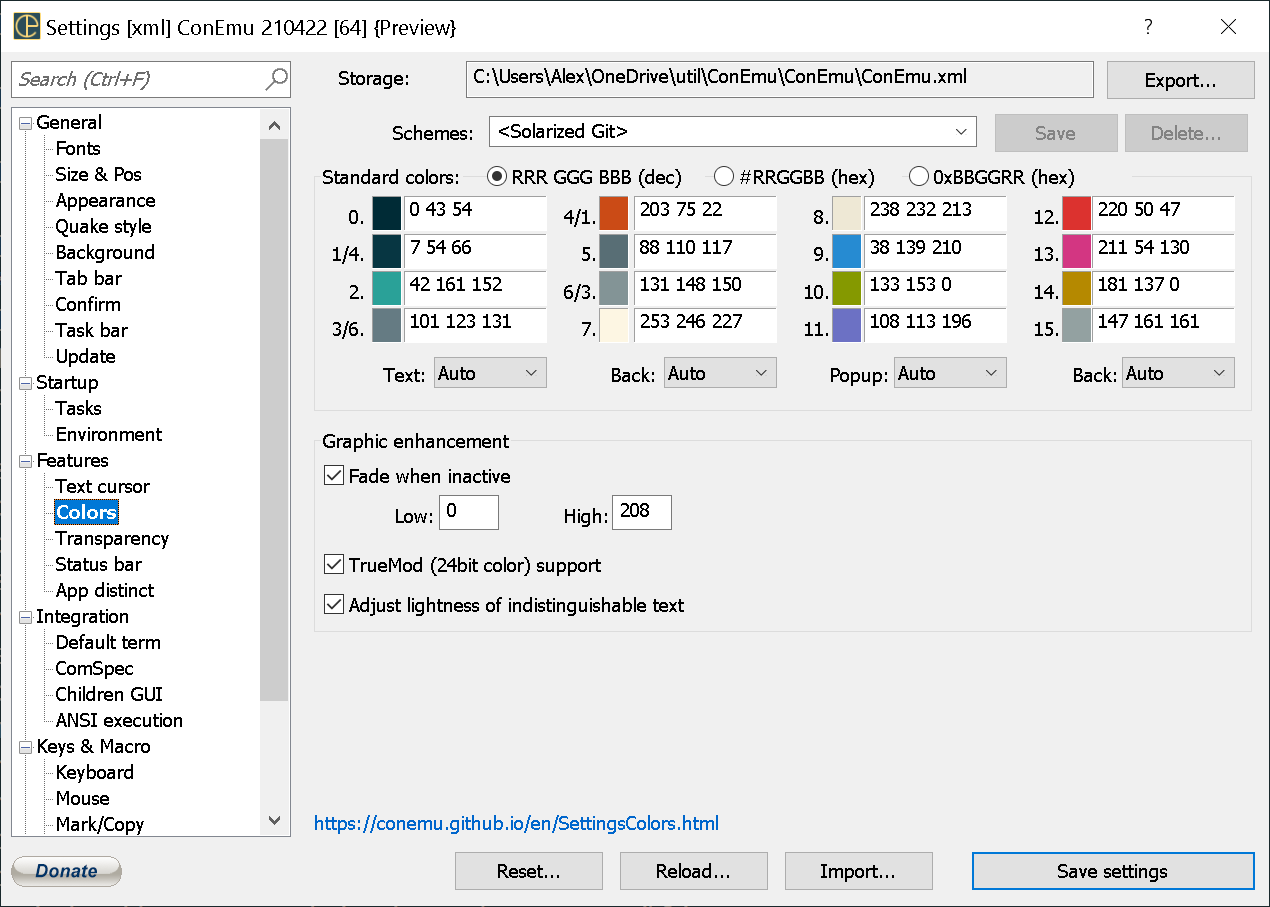 Settings [xml] ConEmu 210422 [64] {Preview}
?
Search (Ctrl+F)
Storage:
C:\Users\Alex\OneDrive\util\ConEmu\ConEmu\ConEmu.xml
Export...
Schemes:
<Solarized Git>
Save
Delete...
General
Fonts
Size & Pos
Appearance
Quake style
Background
Tab bar
Confirm
Task bar
Update
Startup
Tasks
Environment
Features
Text cursor
Colors
Transparency
Status bar
App distinct
Integration
Default term
ComSpec
Children GUI
ANSI execution
Keys & Macro
Keyboard
Mouse
Mark/Copy
Standard colors: RRR GGG BBB (dec) #RRGGBB (hex) 0xBBGGRR (hex)
0. 0 43 54 4/1. 203 75 22 8. 238 232 213 12. 220 50 47
1/4. 7 54 66 5. 88 110 117 9. 38 139 210 13. 211 54 130
2. 42 161 152 6/3. 131 148 150 10. 133 153 0 14. 181 137 0
3/6. 101 123 131 7. 253 246 227 11. 108 113 196 15. 147 161 161
Text: Auto Back: Auto Popup: Auto Back: Auto
Graphic enhancement
Fade when inactive
Low: 0 High: 208
TrueMod (24bit color) support
Adjust lightness of indistinguishable text
https://conemu.github.io/en/SettingsColors.html
Donate
Reset...
Reload...
Import...
Save settings